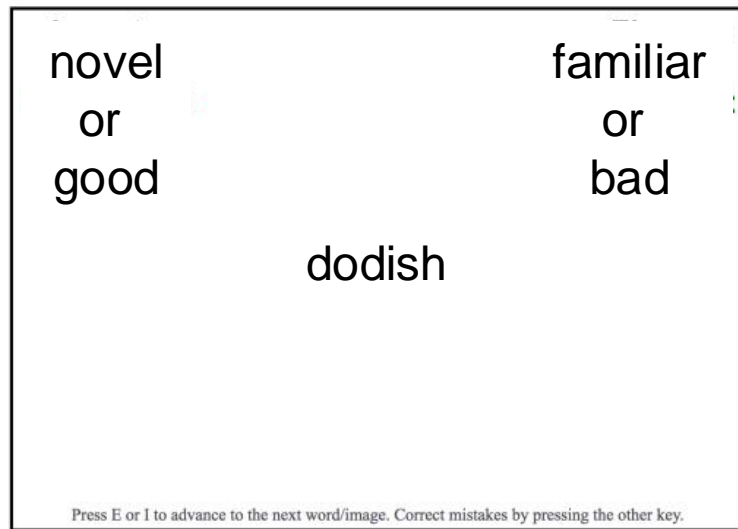 novel
or
good
familiar
or
bad
dodish
Press E or I to advance to the next word/image. Correct mistakes by pressing the other key.